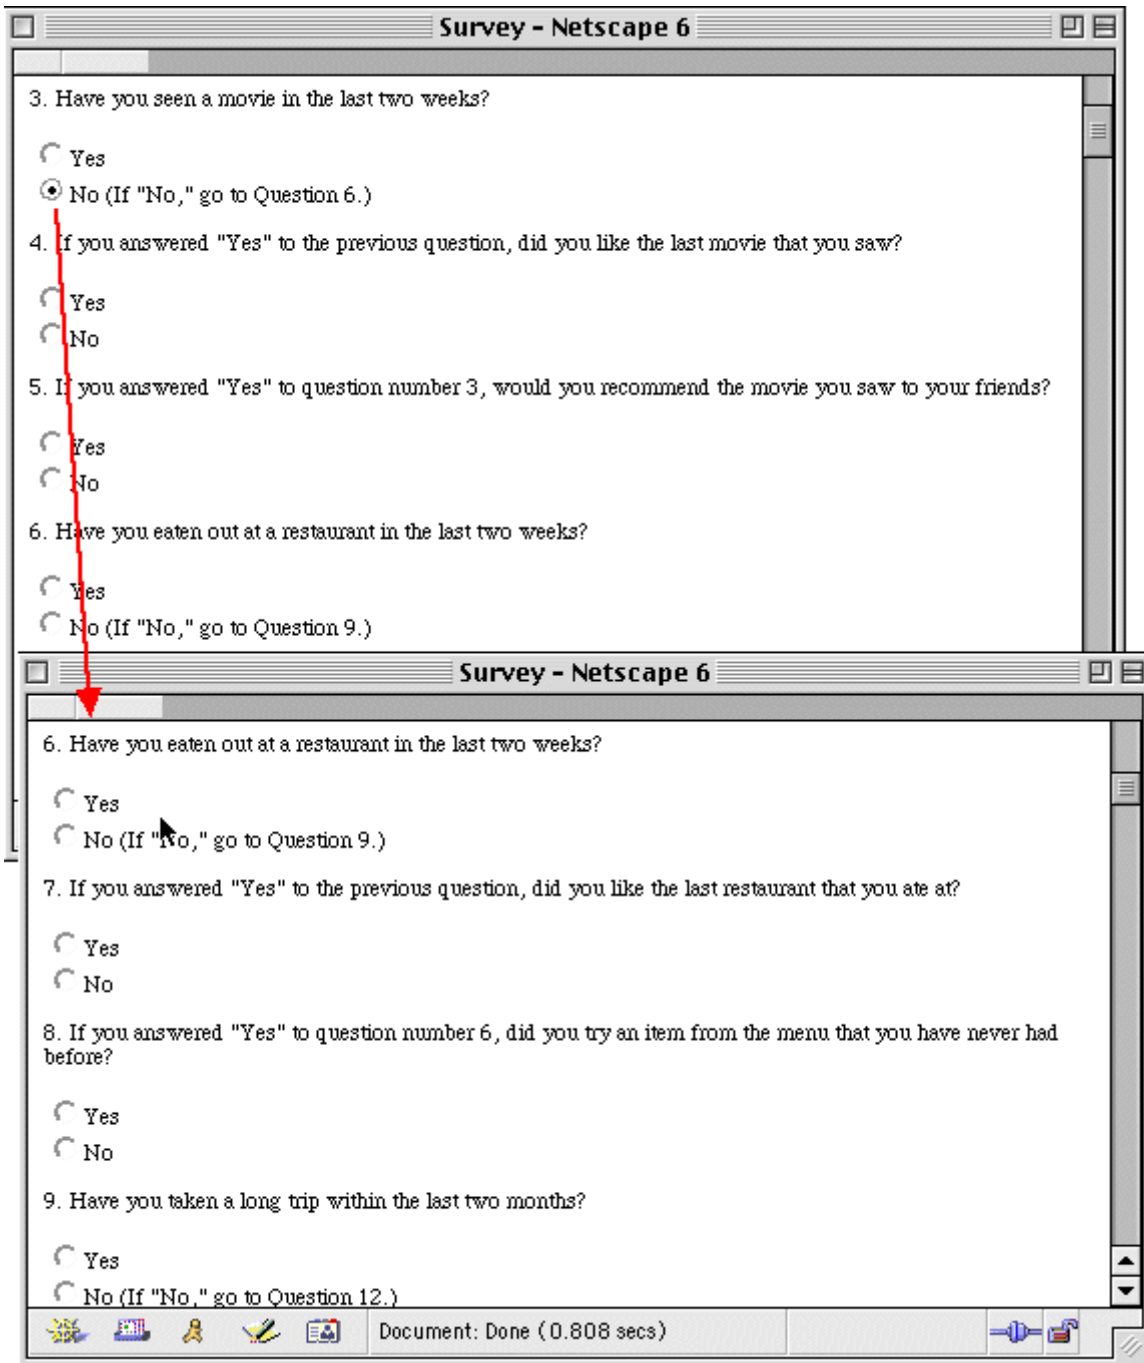 Survey - Netscape 6
3. Have you seen a movie in the last two weeks?
Yes
No (If "No," go to Question 6.)
4. If you answered "Yes" to the previous question, did you like the last movie that you saw?
Yes
No
5. If you answered "Yes" to question number 3, would you recommend the movie you saw to your friends?
Yes
No
6. Have you eaten out at a restaurant in the last two weeks?
Yes
No (If "No," go to Question 9.)
Survey - Netscape 6
6. Have you eaten out at a restaurant in the last two weeks?
Yes
No (If "No," go to Question 9.)
7. If you answered "Yes" to the previous question, did you like the last restaurant that you ate at?
Yes
No
8. If you answered "Yes" to question number 6, did you try an item from the menu that you have never had
before?
Yes
No
9. Have you taken a long trip within the last two months?
Yes
No (If "No," go to Question 12.)
Document: Done (0.808 secs)